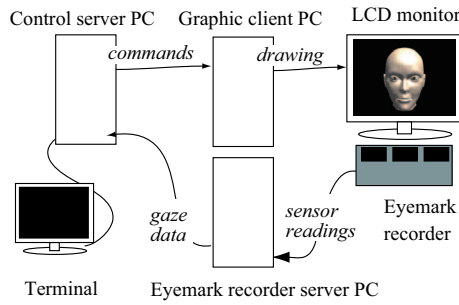 Control server PC
Graphic client PC
LCD monitor
commands
drawing
gaze
data
sensor
readings
Eyemark
recorder
Terminal
Eyemark recorder server PC